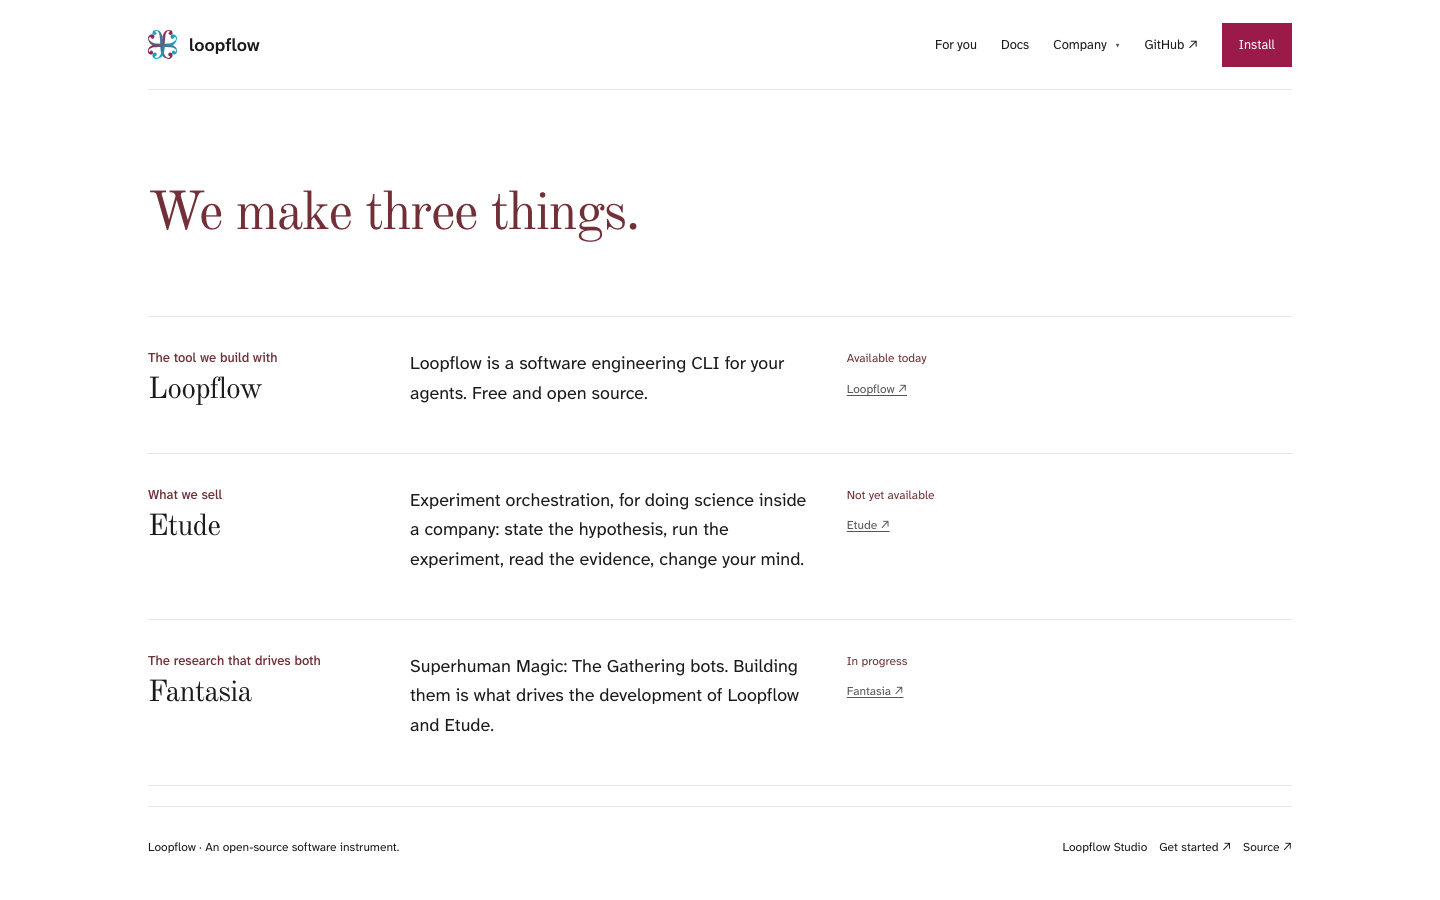 loopflow
For you Docs Company ▾ GitHub ↗ Install
We make three things.
The tool we build with
Loopflow
Loopflow is a software engineering CLI for your
agents. Free and open source.
Available today
Loopflow ↗
What we sell
Etude
Experiment orchestration, for doing science inside
a company: state the hypothesis, run the
experiment, read the evidence, change your mind.
Not yet available
Etude ↗
The research that drives both
Fantasia
Superhuman Magic: The Gathering bots. Building
them is what drives the development of Loopflow
and Etude.
In progress
Fantasia ↗
Loopflow · An open-source software instrument.
Loopflow Studio Get started ↗ Source ↗